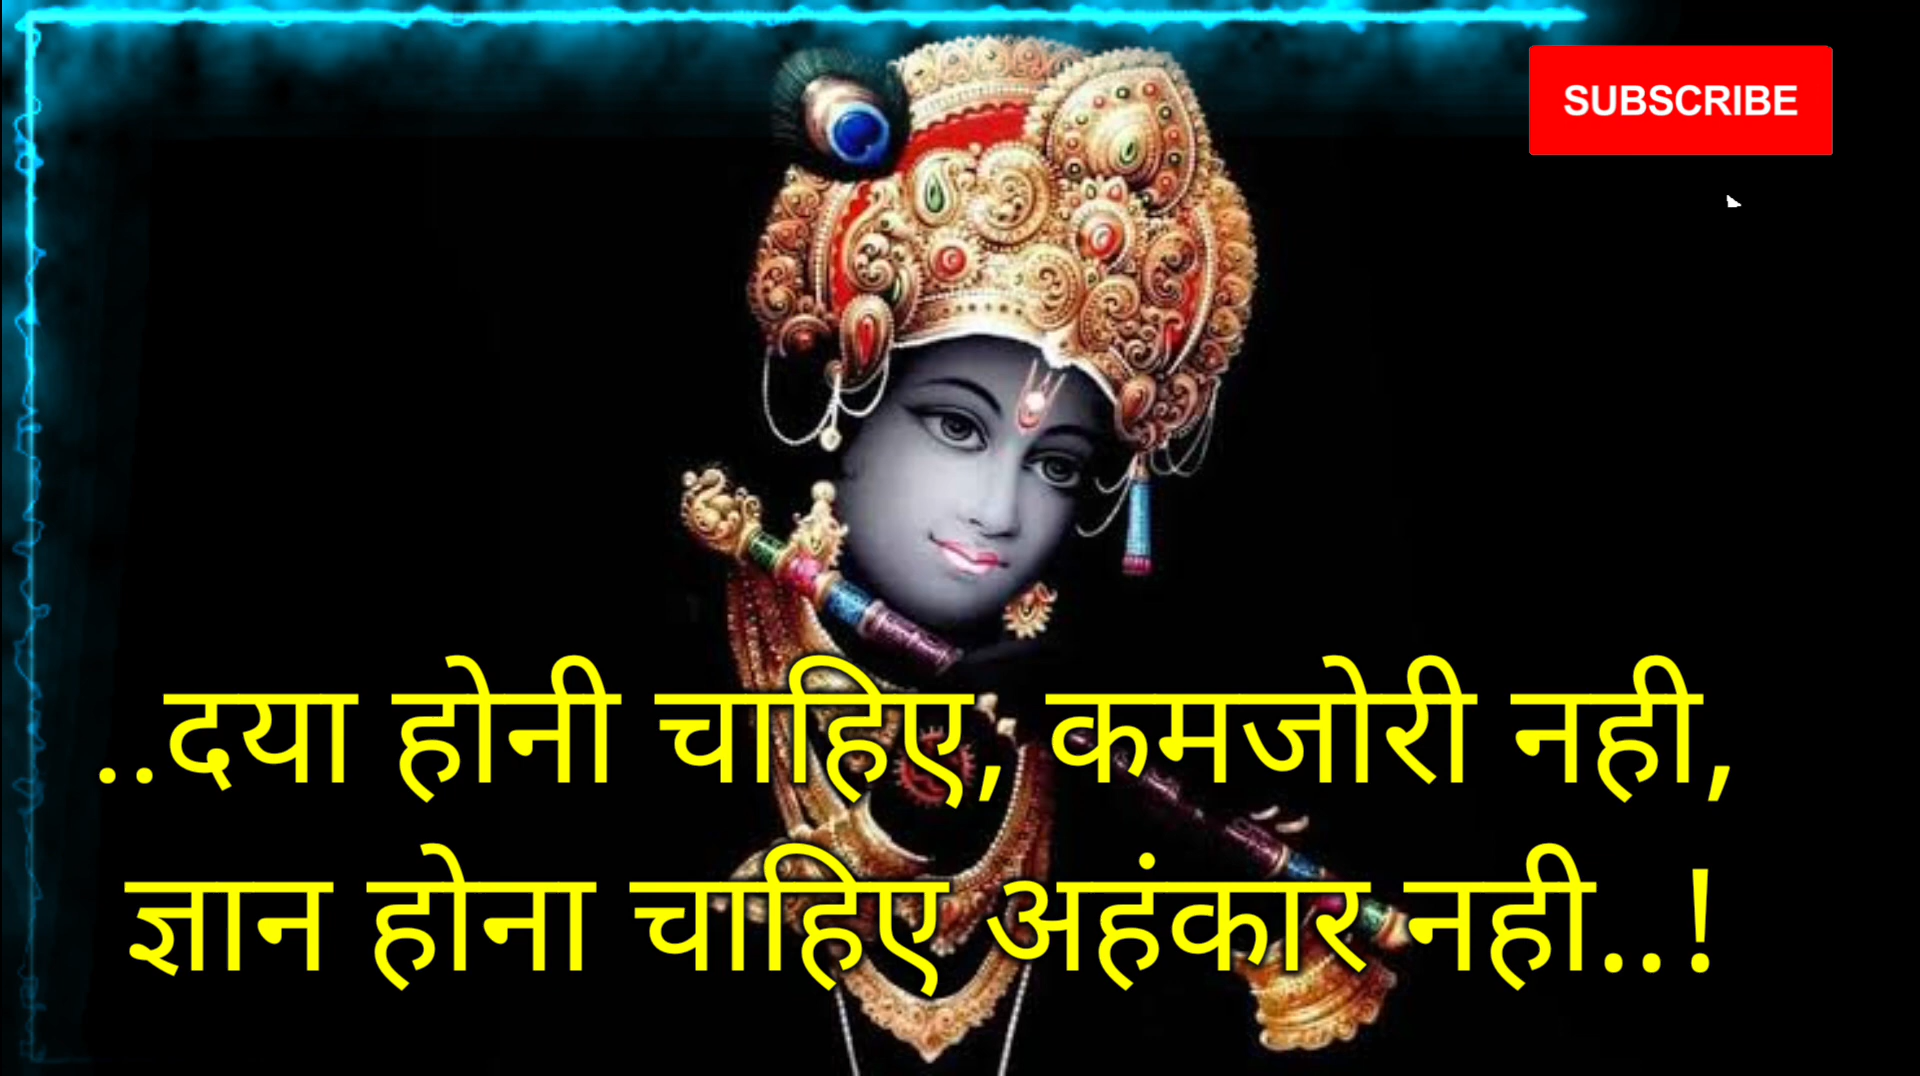 SUBSCRIBE
..दया होनी चाहिए, कमजोरी नही,
ज्ञान होना चाहिए अहंकार नही..!